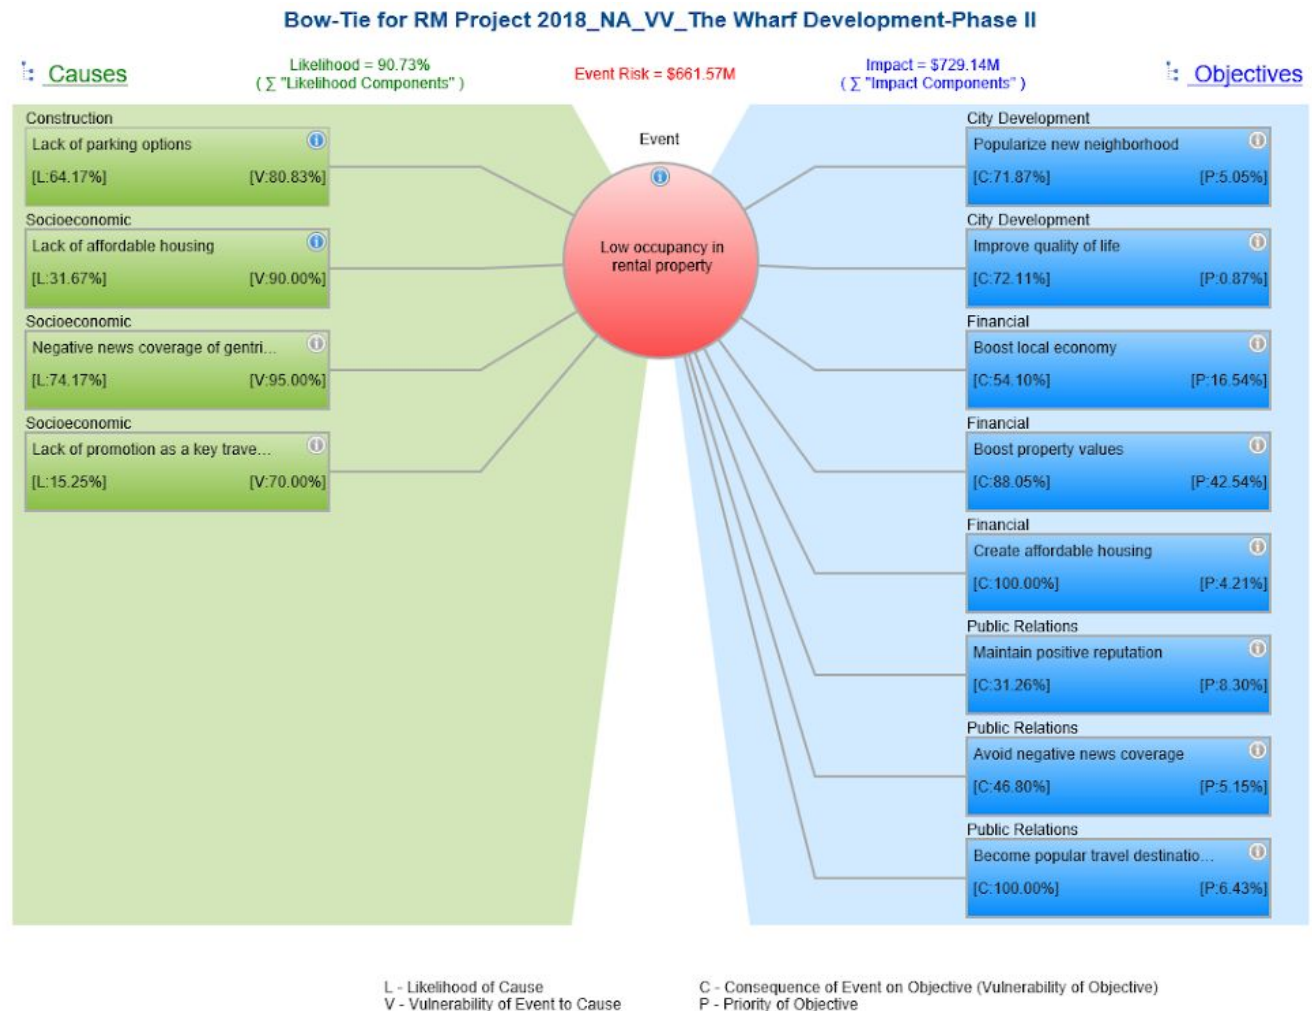 Bow-Tie for RM Project 2018_NA_VV_The Wharf Development-Phase II
Causes
Likelihood = 90.73%
( ∑ "Likelihood Components" )
Event Risk = $661.57M
Impact = $729.14M
( ∑ "Impact Components" )
Objectives
Construction
Lack of parking options
[L:64.17%] [V:80.83%]
Socioeconomic
Lack of affordable housing
[L:31.67%] [V:90.00%]
Socioeconomic
Negative news coverage of gentri...
[L:74.17%] [V:95.00%]
Socioeconomic
Lack of promotion as a key trave...
[L:15.25%] [V:70.00%]
Event
Low occupancy in
rental property
City Development
Popularize new neighborhood
[C:71.87%] [P:5.05%]
City Development
Improve quality of life
[C:72.11%] [P:0.87%]
Financial
Boost local economy
[C:54.10%] [P:16.54%]
Financial
Boost property values
[C:88.05%] [P:42.54%]
Financial
Create affordable housing
[C:100.00%] [P:4.21%]
Public Relations
Maintain positive reputation
[C:31.26%] [P:8.30%]
Public Relations
Avoid negative news coverage
[C:46.80%] [P:5.15%]
Public Relations
Become popular travel destinatio...
[C:100.00%] [P:6.43%]
L - Likelihood of Cause
V - Vulnerability of Event to Cause
C - Consequence of Event on Objective (Vulnerability of Objective)
P - Priority of Objective